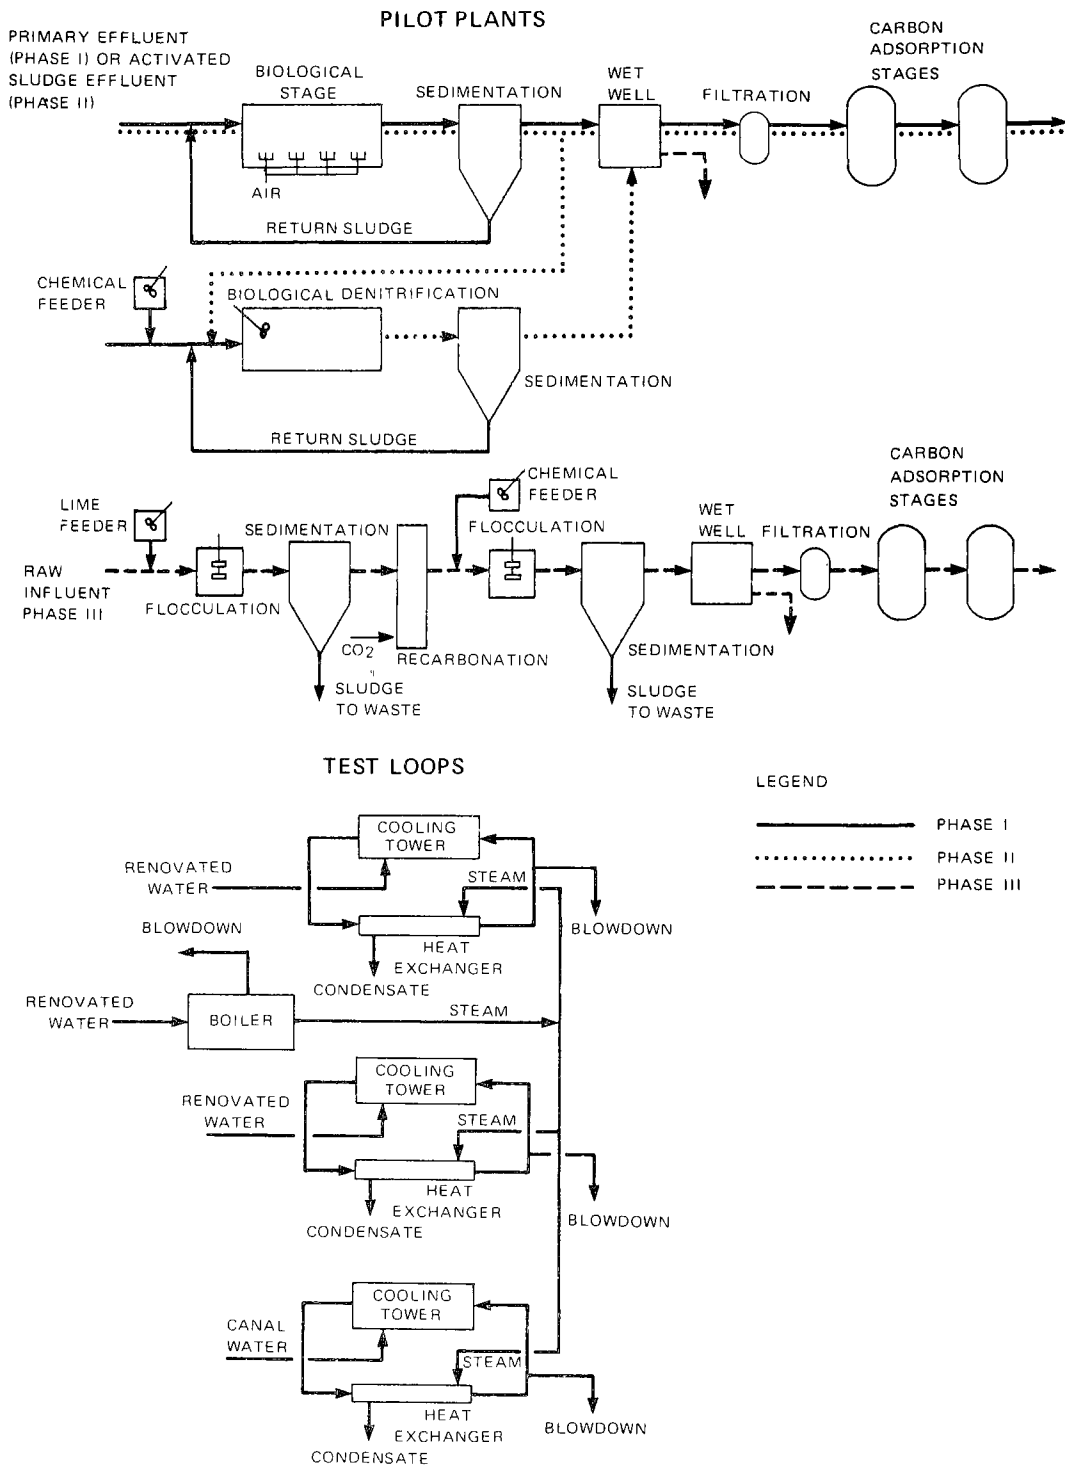 PILOT PLANTS
PRIMARY EFFLUENT
(PHASE I) OR ACTIVATED
SLUDGE EFFLUENT
(PHASE II)
BIOLOGICAL
STAGE
SEDIMENTATION
WET
WELL
FILTRATION
CARBON
ADSORPTION
STAGES
AIR
RETURN SLUDGE
CHEMICAL
FEEDER
BIOLOGICAL DENITRIFICATION
SEDIMENTATION
RETURN SLUDGE
LIME
FEEDER
RAW
INFLUENT
PHASE III
FLOCCULATION
SEDIMENTATION
CO2
RECARBONATION
SLUDGE
TO WASTE
CHEMICAL
FEEDER
FLOCCULATION
SEDIMENTATION
SLUDGE
TO WASTE
WET
WELL
FILTRATION
CARBON
ADSORPTION
STAGES
TEST LOOPS
LEGEND
PHASE I
PHASE II
PHASE III
COOLING
TOWER
RENOVATED
WATER
STEAM
HEAT
EXCHANGER
CONDENSATE
BLOWDOWN
BLOWDOWN
RENOVATED
WATER
BOILER
STEAM
COOLING
TOWER
RENOVATED
WATER
STEAM
HEAT
EXCHANGER
CONDENSATE
BLOWDOWN
COOLING
TOWER
CANAL
WATER
STEAM
HEAT
EXCHANGER
CONDENSATE
BLOWDOWN